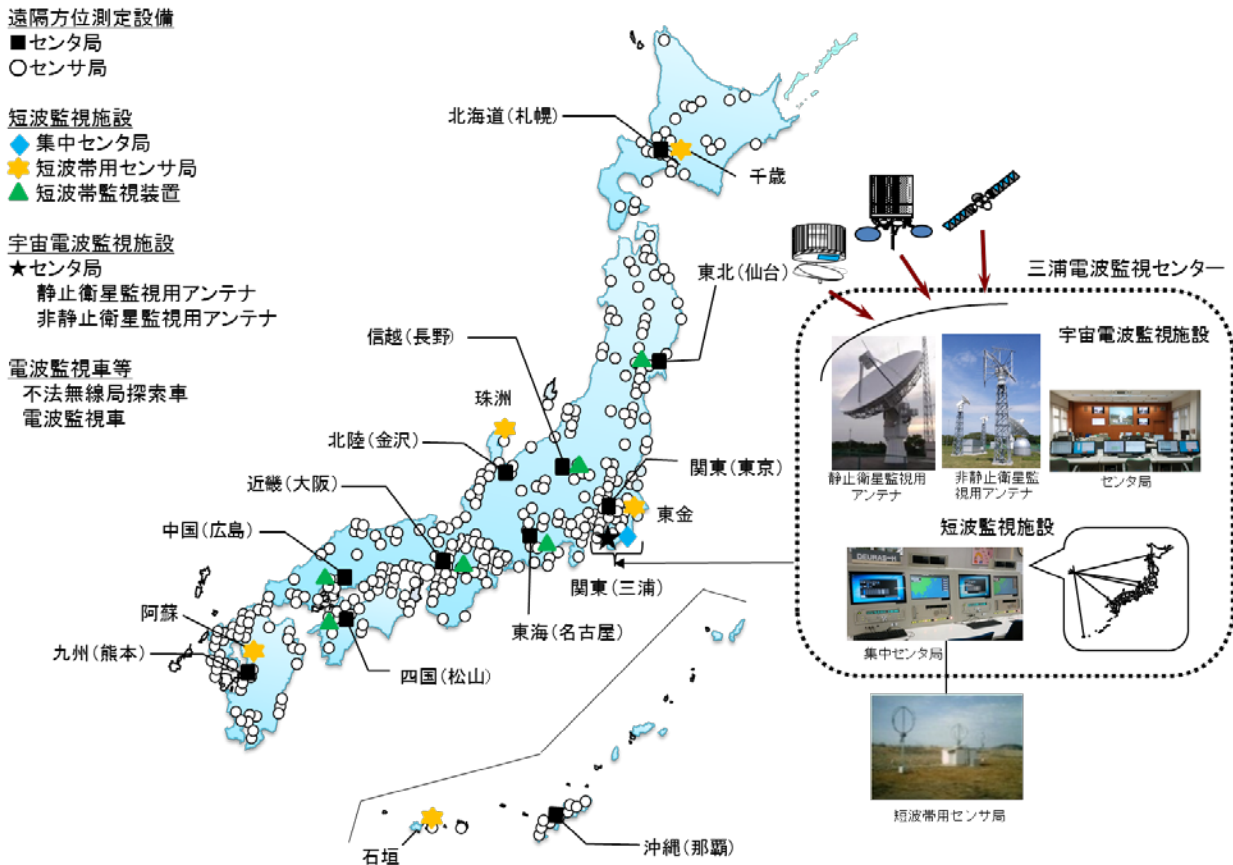 遠隔方位測定設備
■センタ局
○センサ局
短波監視施設
集中センタ局
短波帯用センサ局
短波帯監視装置
宇宙電波監視施設
★センタ局
静止衛星監視用アンテナ
非静止衛星監視用アンテナ
電波監視車等
不法無線局探索車
電波監視車
北海道(札幌)
千歳
東北(仙台)
信越(長野)
珠洲
北陸(金沢)
関東(東京)
近畿(大阪)
東金
中国(広島)
関東(三浦)
阿蘇
東海(名古屋)
九州(熊本)
四国(松山)
石垣
沖縄(那覇)
三浦電波監視センター
宇宙電波監視施設
静止衛星監視用
アンテナ
非静止衛星監
視用アンテナ
センタ局
短波監視施設
DEURAS-H
集中センタ局
短波帯用センサ局